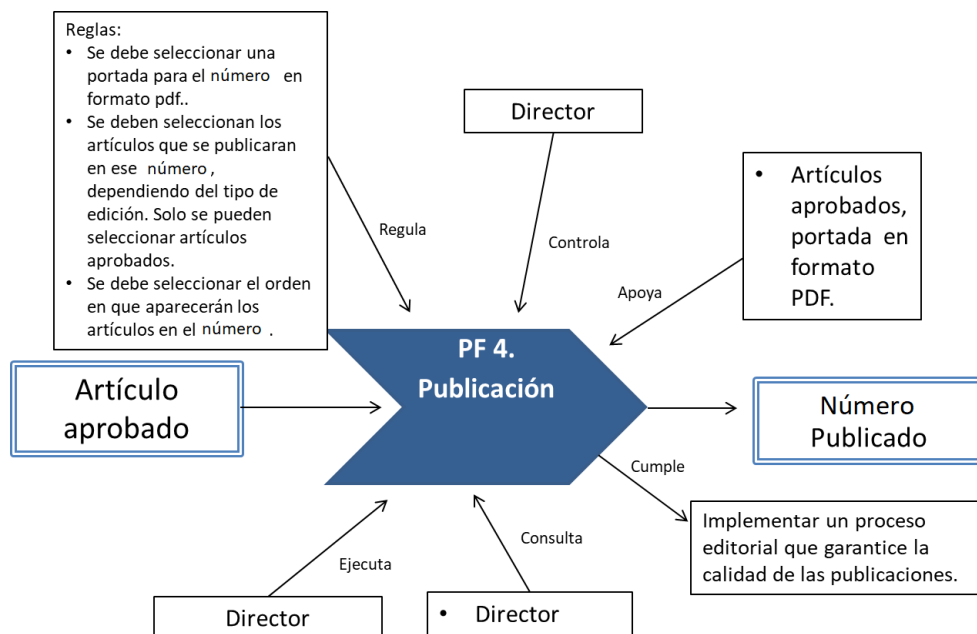 Reglas:
• Se debe seleccionar una
portada para el número en
formato pdf..
• Se deben seleccionan los
artículos que se publicaran
en ese número,
dependiendo del tipo de
edición. Solo se pueden
seleccionar artículos
aprobados.
• Se debe seleccionar el orden
en que aparecerán los
artículos en el número .
Director
• Artículos
aprobados,
portada en
formato
PDF.
Regula
Controla
Apoya
PF 4.
Publicación
Artículo
aprobado
Número
Publicado
Cumple
Implementar un proceso
editorial que garantice la
calidad de las publicaciones.
Ejecuta
Consulta
Director
• Director